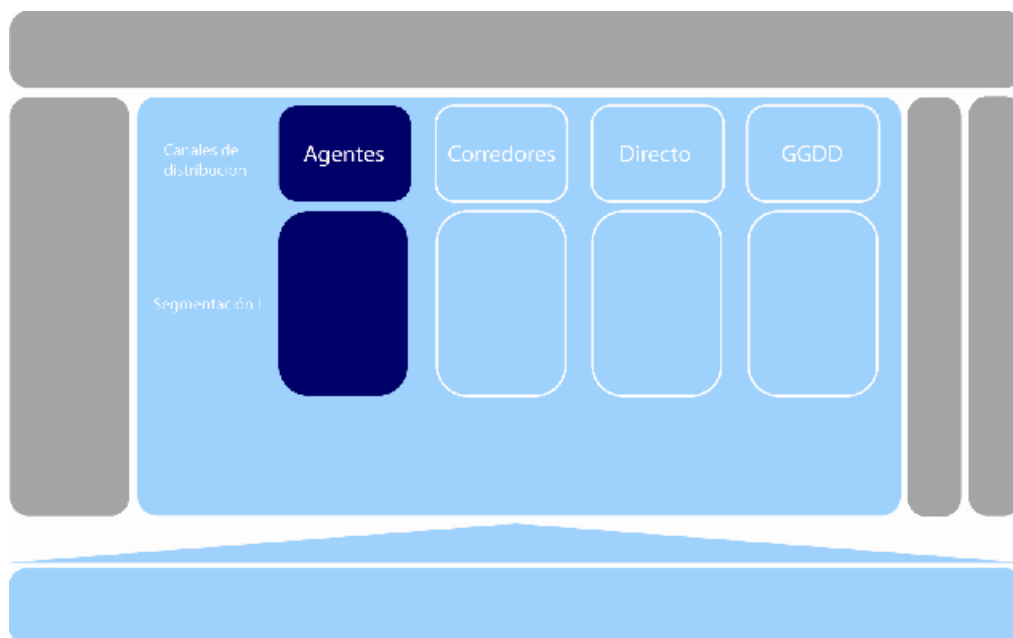 Canales de
distribución
Agentes
Corredores
Directo
GGDD
Segmentación I